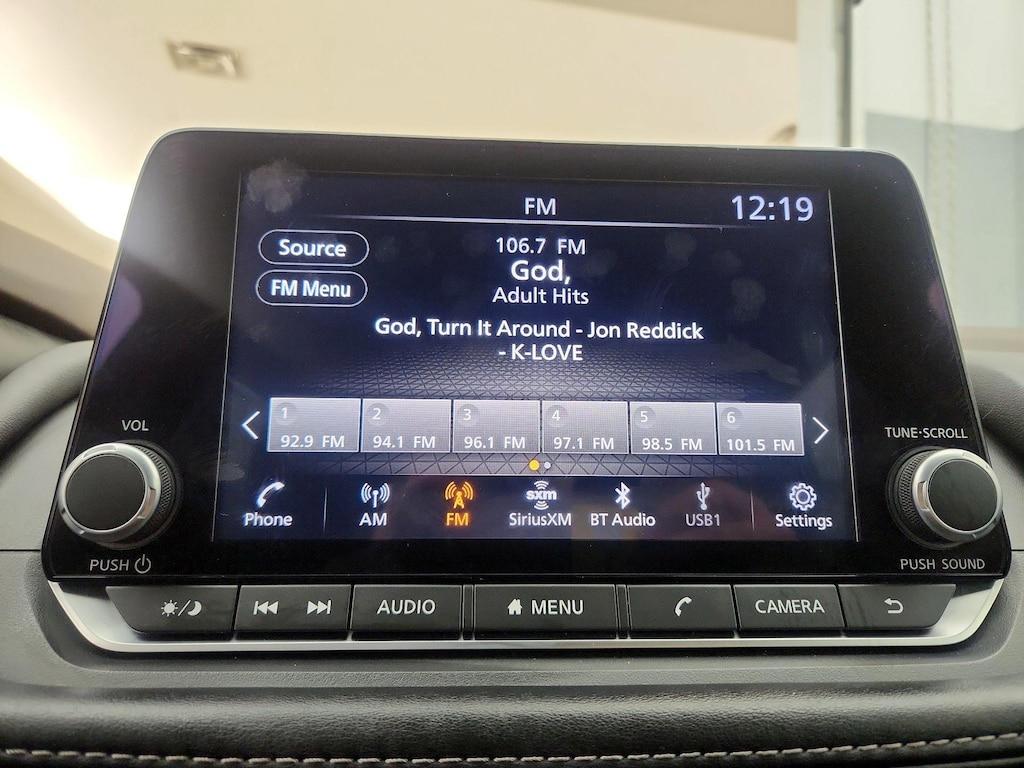 FM
12:19
Source
106.7 FM
God,
FM Menu
Adult Hits
God, Turn It Around - Jon Reddick
- K-LOVE
1
2
3
4
5
6
92.9 FM
94.1 FM
96.1 FM
97.1 FM
98.5 FM
101.5 FM
VOL
TUNE·SCROLL
Phone
AM
FM
sxm
SiriusXM
BT Audio
USB1
Settings
PUSH
PUSH SOUND
AUDIO
MENU
CAMERA